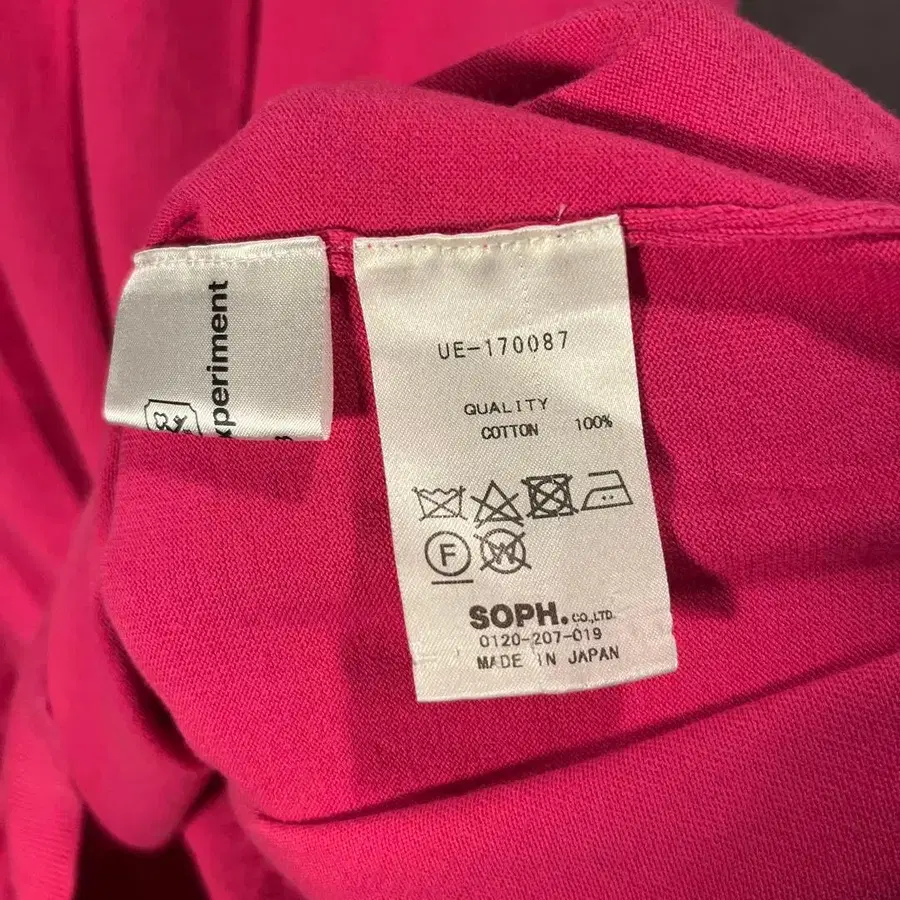 xperiment
UE-170087
QUALITY
COTTON 100%
F
W
SOPH. CO.,LTD.
0120-207-019
MADE IN JAPAN